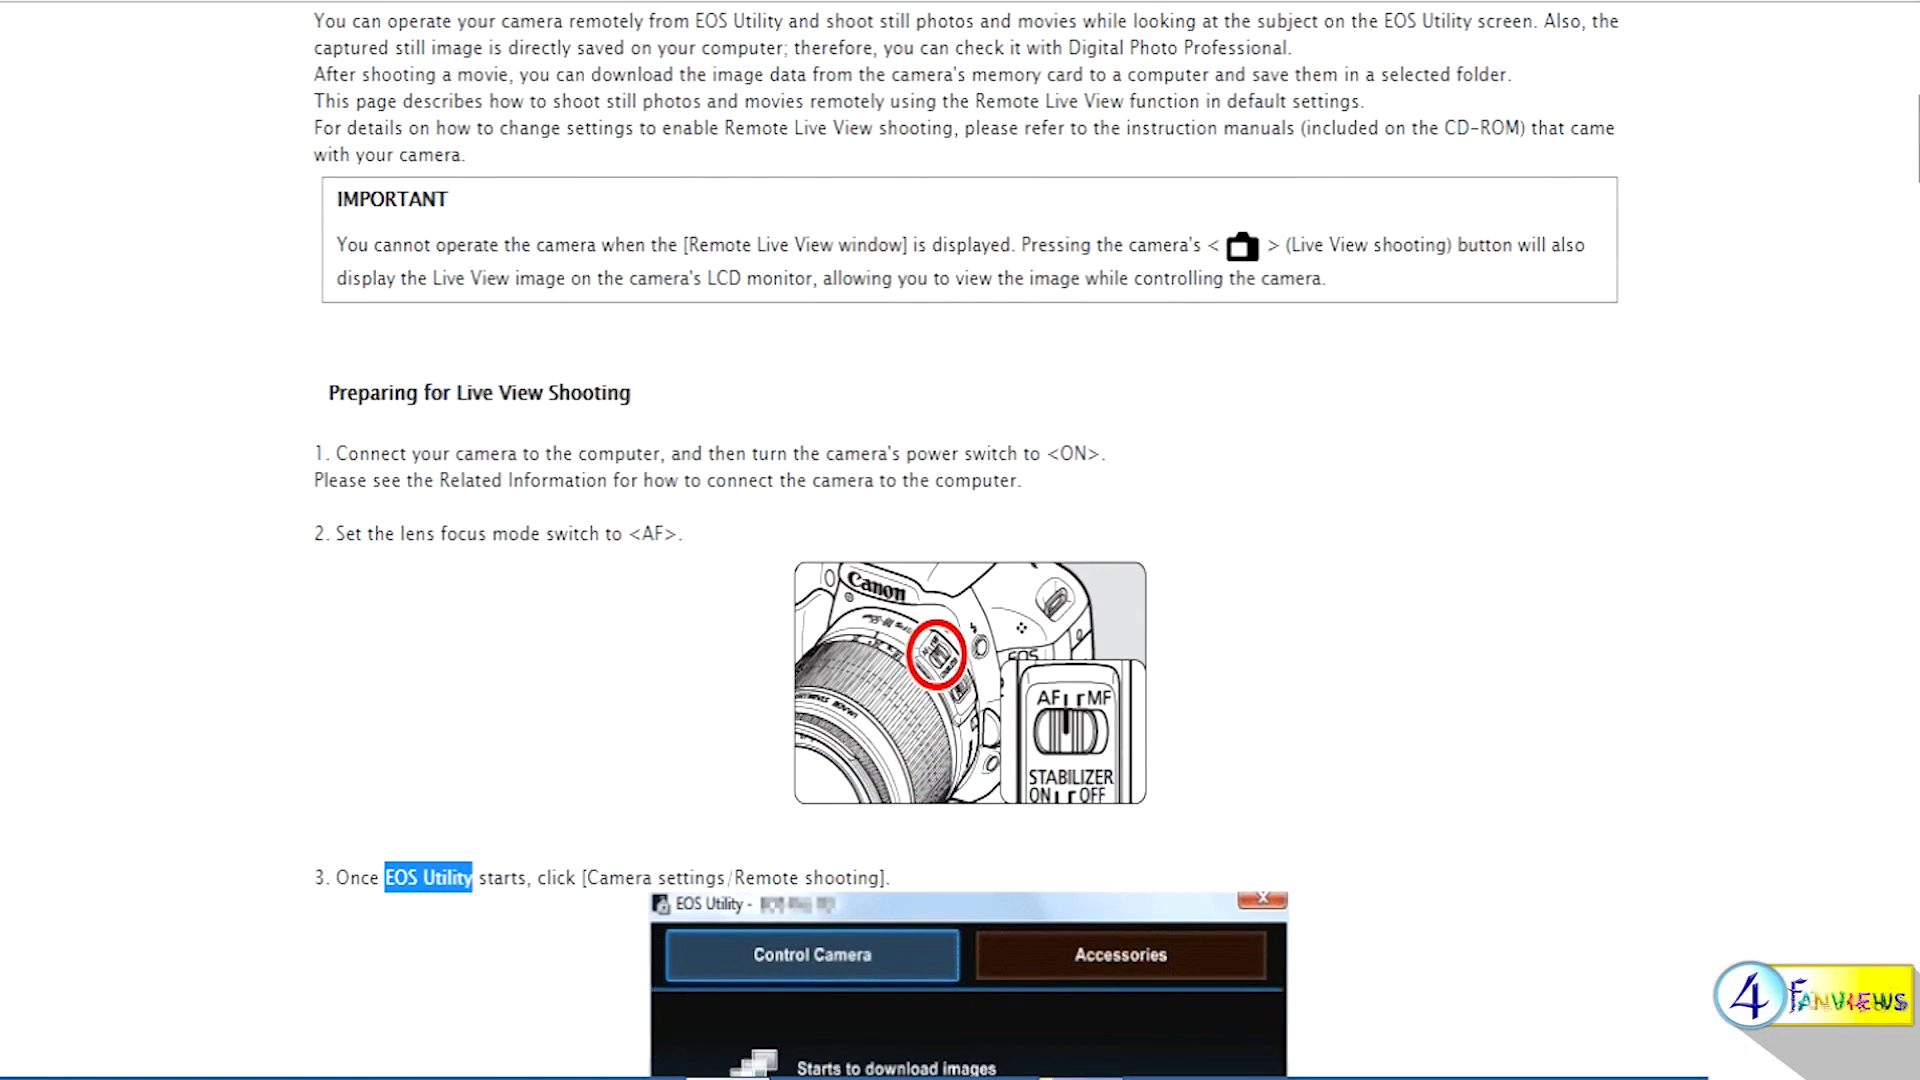 You can operate your camera remotely from EOS Utility and shoot still photos and movies while looking at the subject on the EOS Utility screen. Also, the
captured still image is directly saved on your computer; therefore, you can check it with Digital Photo Professional.
After shooting a movie, you can download the image data from the camera's memory card to a computer and save them in a selected folder.
This page describes how to shoot still photos and movies remotely using the Remote Live View function in default settings.
For details on how to change settings to enable Remote Live View shooting, please refer to the instruction manuals (included on the CD-ROM) that came
with your camera.
IMPORTANT
You cannot operate the camera when the [Remote Live View window] is displayed. Pressing the camera's < > (Live View shooting) button will also
display the Live View image on the camera's LCD monitor, allowing you to view the image while controlling the camera.
Preparing for Live View Shooting
1. Connect your camera to the computer, and then turn the camera's power switch to <ON>.
Please see the Related Information for how to connect the camera to the computer.
2. Set the lens focus mode switch to <AF>.
Canon
EOS
AF MF
STABILIZER
ON OFF
3. Once EOS Utility starts, click [Camera settings/Remote shooting].
EOS Utility -
Control Camera
Accessories
Starts to download images
4 FANVIEWS